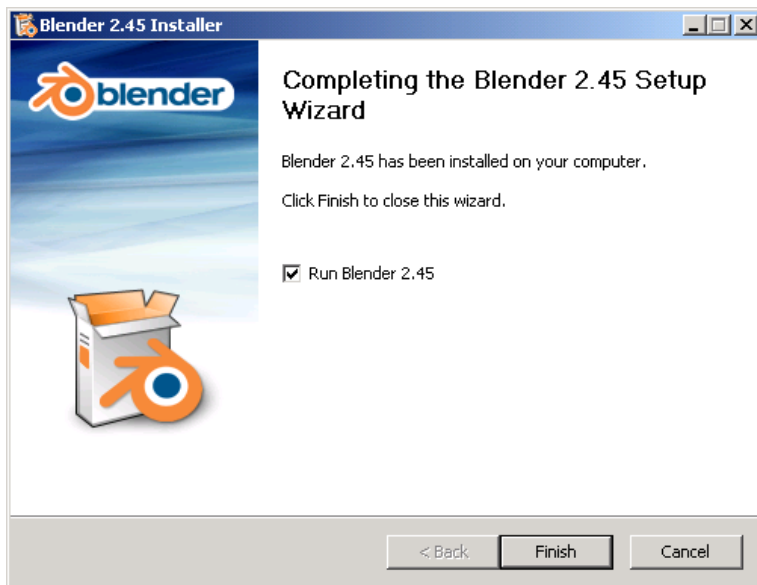 Blender 2.45 Installer
blender
Completing the Blender 2.45 Setup
Wizard
Blender 2.45 has been installed on your computer.
Click Finish to close this wizard.
Run Blender 2.45
< Back
Finish
Cancel